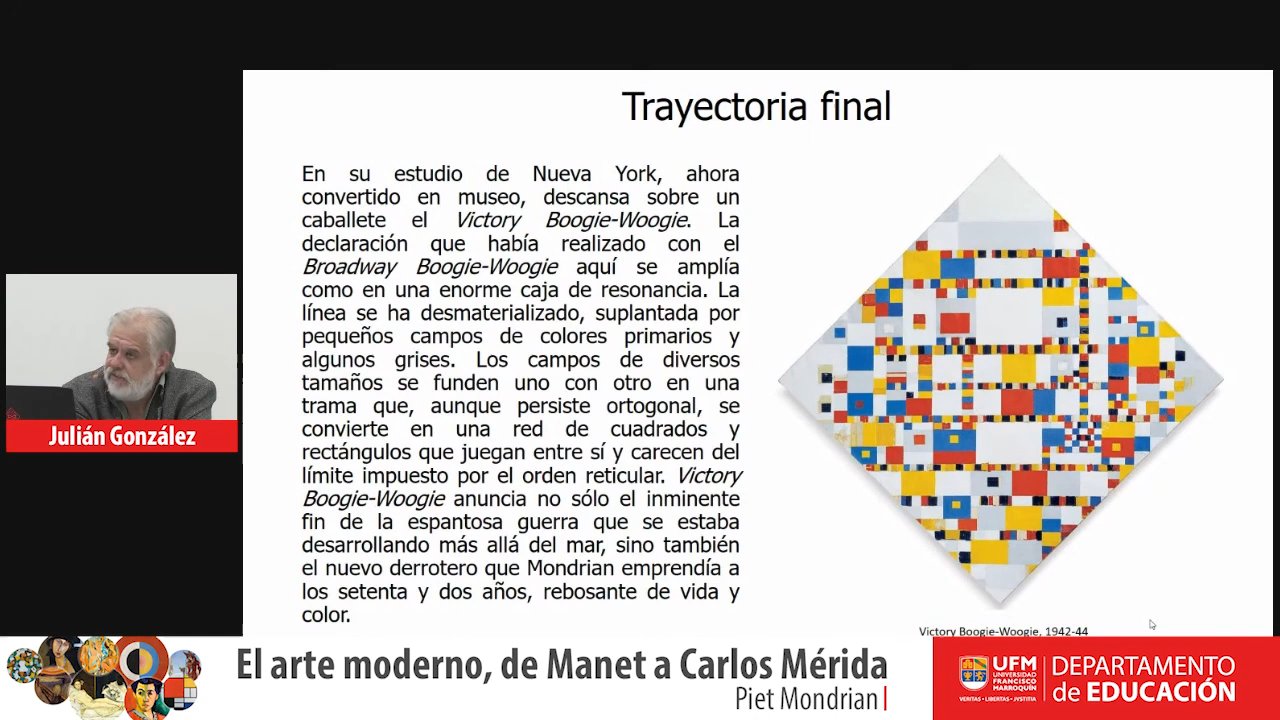 Trayectoria final
En su estudio de Nueva York, ahora
convertido en museo, descansa sobre un
caballete el Victory Boogie-Woogie. La
declaración que había realizado con el
Broadway Boogie-Woogie aquí se amplía
como en una enorme caja de resonancia. La
línea se ha desmaterializado, suplantada por
pequeños campos de colores primarios y
algunos grises. Los campos de diversos
tamaños se funden uno con otro en una
trama que, aunque persiste ortogonal, se
convierte en una red de cuadrados y
rectángulos que juegan entre sí y carecen del
límite impuesto por el orden reticular. Victory
Boogie-Woogie anuncia no sólo el inminente
fin de la espantosa guerra que se estaba
desarrollando más allá del mar, sino también
el nuevo derrotero que Mondrian emprendía a
los setenta y dos años, rebosante de vida y
color.
Victory Boogie-Woogie, 1942-44
Julián González
El arte moderno, de Manet a Carlos Mérida
Piet Mondrian
UFM
UNIVERSIDAD
FRANCISCO
MARROQUÍN
VERITAS · LIBERTAS · JVSTITIA
DEPARTAMENTO
de EDUCACIÓN